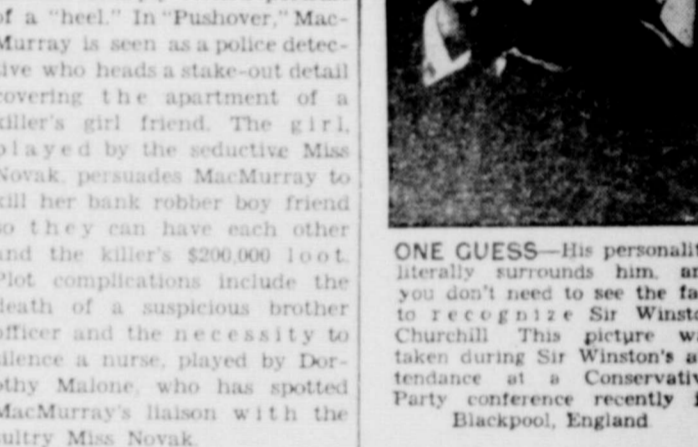 of a "heel." In "Pushover," Mac-
Murray is seen as a police detec-
tive who heads a stake-out detail
covering the apartment of a
killer's girl friend. The girl,
played by the seductive Miss
Novak, persuades MacMurray to
kill her bank robber boy friend
so they can have each other
and the killer's $200,000 loot.
Plot complications include the
death of a suspicious brother
officer and the necessity to
silence a nurse, played by Dor-
othy Malone, who has spotted
MacMurray's liaison with the
sultry Miss Novak.
ONE GUESS—His personalit
literally surrounds him, an
you don't need to see the fa
to recognize Sir Winsto
Churchill This picture wa
taken during Sir Winston's a
tendance at a Conservativ
Party conference recently i
Blackpool, England